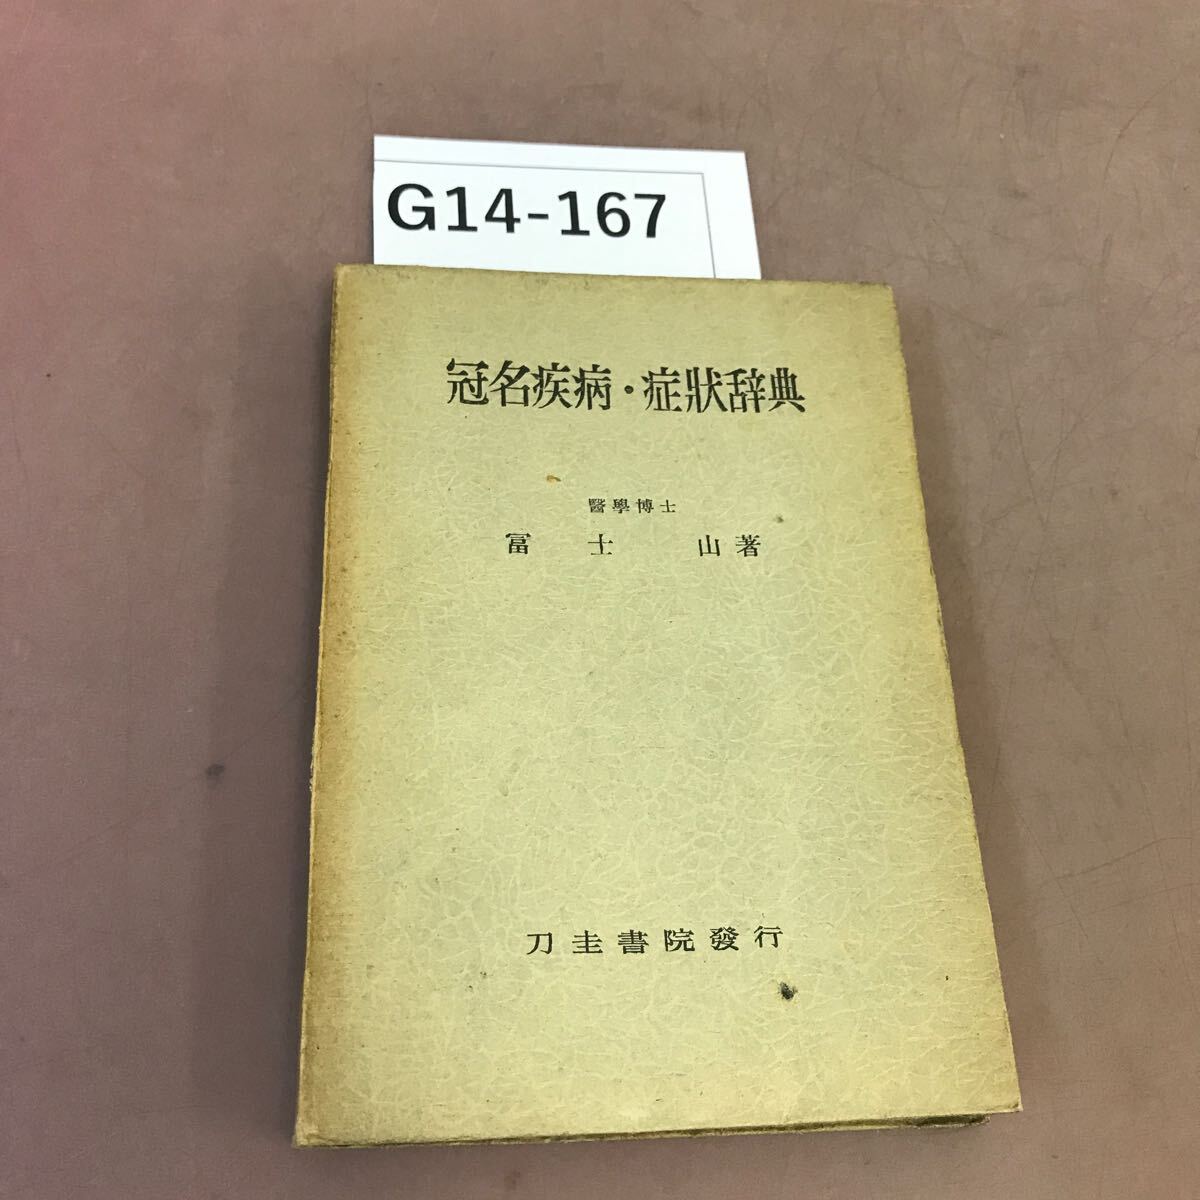 G14-167
冠名疾病・症狀辞典
醫學博士
冨士山著
刀圭書院發行